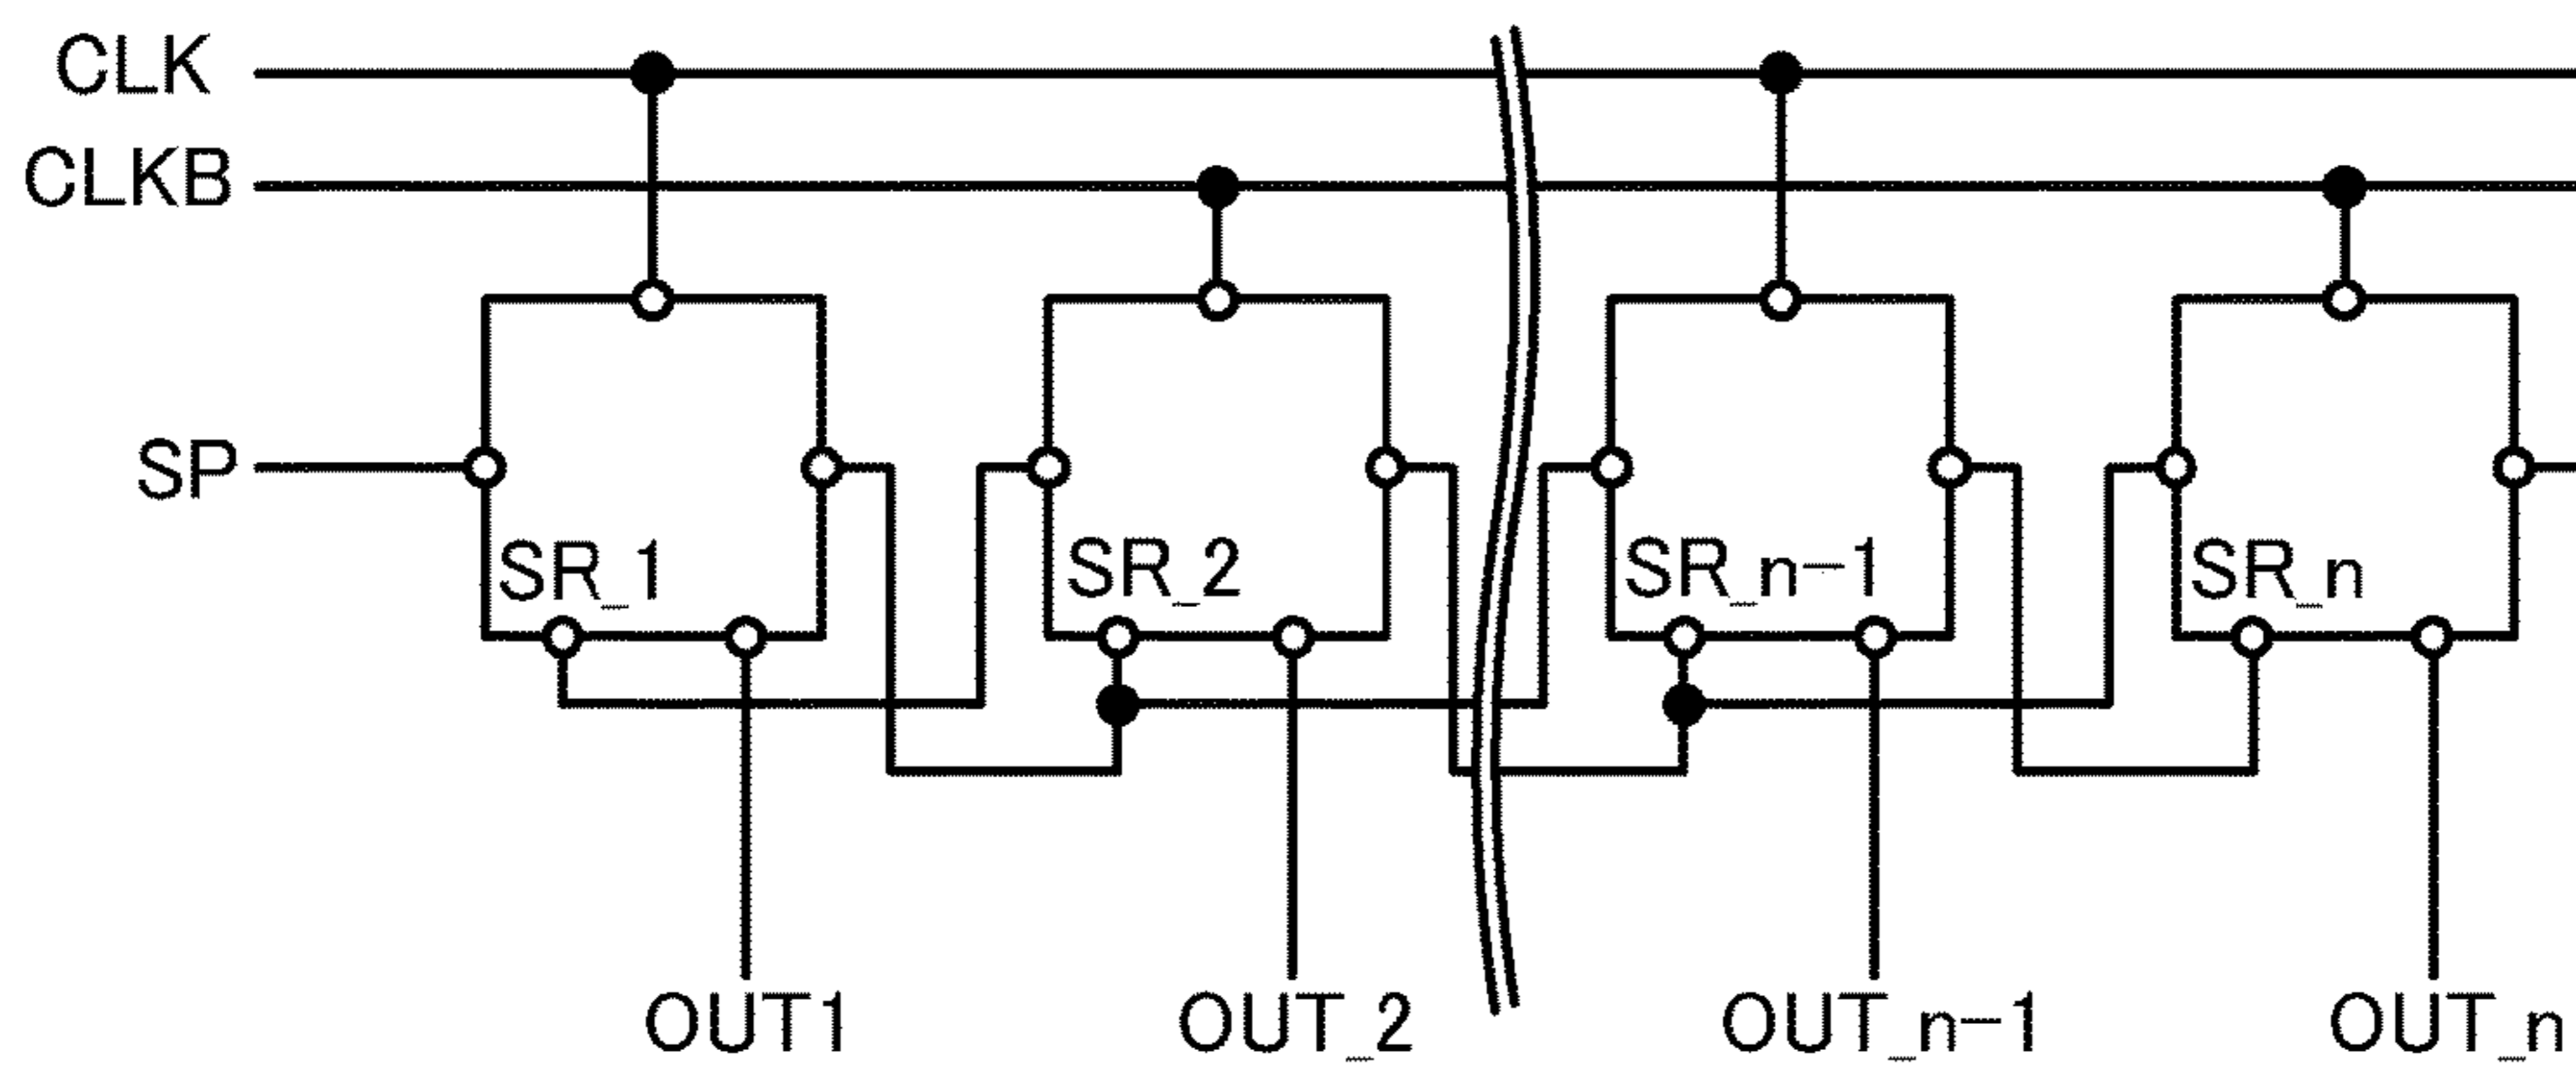 CLK
CLKB
SP
SR_1
SR_2
SR_n-1
SR_n
OUT1
OUT_2
OUT_n-1
OUT_n